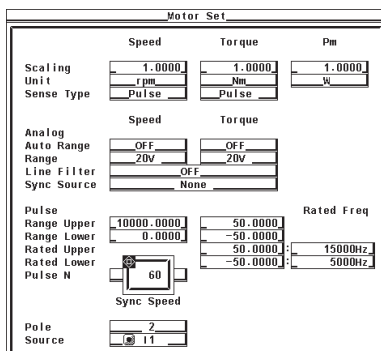 Motor Set
Speed Torque Pm
Scaling 1.0000 1.0000 1.0000
Unit rpm Nm W
Sense Type Pulse Pulse
Speed Torque
Analog
Auto Range OFF OFF
Range 20V 20V
Line Filter OFF
Sync Source None
Pulse Rated Freq
Range Upper 10000.0000 50.0000
Range Lower 0.0000 -50.0000
Rated Upper 50.0000 : 15000Hz
Rated Lower -50.0000 : 5000Hz
Pulse N 60
Sync Speed
Pole 2
Source I1